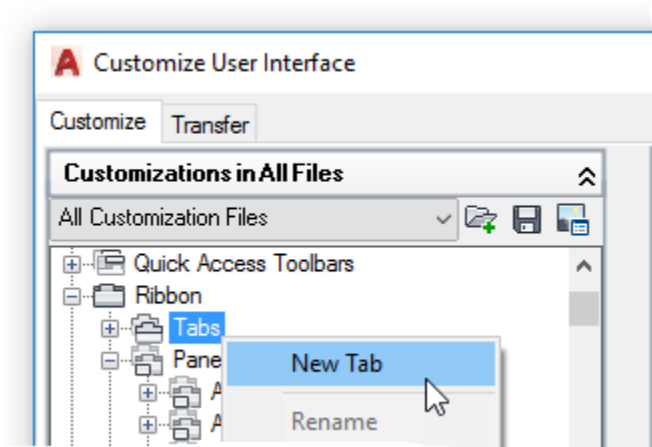 Customize User Interface
Customize Transfer
Customizations in All Files
All Customization Files
Quick Access Toolbars
Ribbon
Tabs
New Tab
Rename